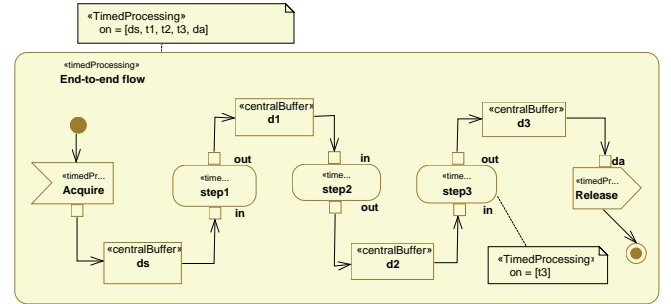 «TimedProcessing»
on = [ds, t1, t2, t3, da]
«timedProcessing»
End-to-end flow
«centralBuffer»
d1
«centralBuffer»
d3
out
in
out
da
«timedPr...
Acquire
«time...
step1
«time...
step2
«time...
step3
«timedPr...
Release
in
out
in
«centralBuffer»
ds
«centralBuffer»
d2
«TimedProcessing»
on = [t3]